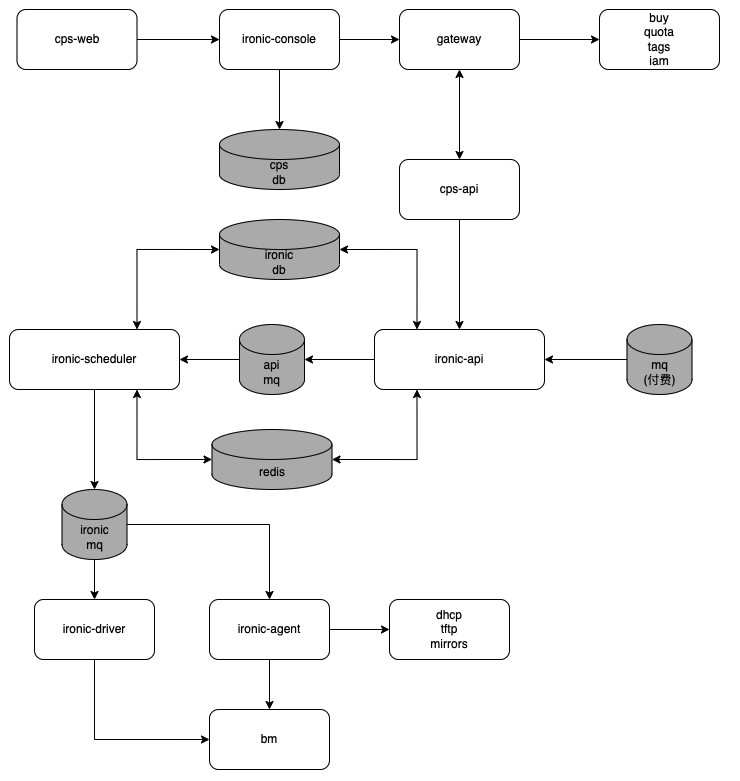 cps-web
ironic-console
gateway
buy
quota
tags
iam
cps
db
cps-api
ironic
db
ironic-scheduler
api
mq
ironic-api
mq
(付费)
redis
ironic
mq
ironic-driver
ironic-agent
dhcp
tftp
mirrors
bm